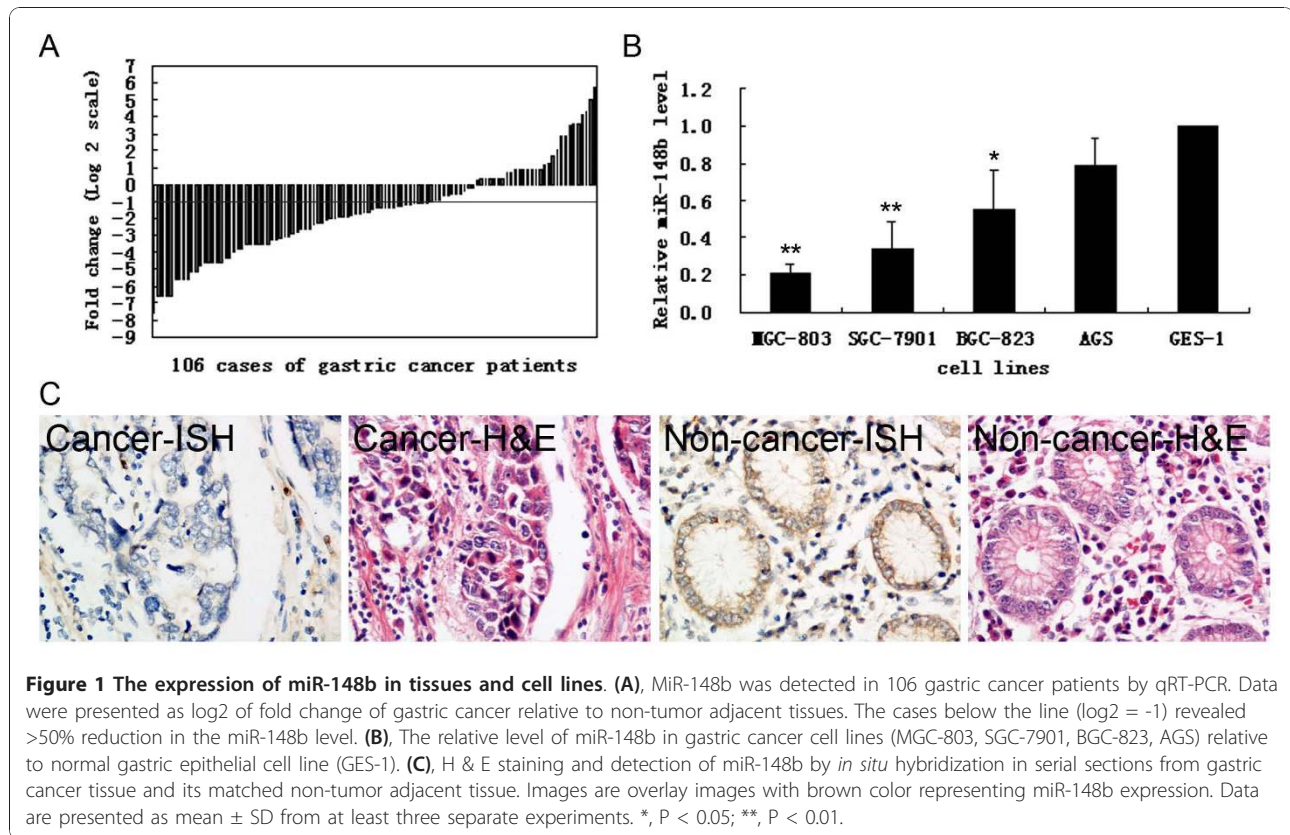 A
Fold change (Log 2 scale)
7
6
5
4
3
2
1
0
-1
-2
-3
-4
-5
-6
-7
-8
-9
106 cases of gastric cancer patients
B
Relative miR-148b level
1.2
1.0
0.8
0.6
0.4
0.2
0.0
**
**
*
MGC-803 SGC-7901 BGC-823 AGS GES-1
cell lines
C
Cancer-ISH
Cancer-H&E
Non-cancer-ISH
Non-cancer-H&E
Figure 1 The expression of miR-148b in tissues and cell lines. (A), MiR-148b was detected in 106 gastric cancer patients by qRT-PCR. Data
were presented as log2 of fold change of gastric cancer relative to non-tumor adjacent tissues. The cases below the line (log2 = -1) revealed
>50% reduction in the miR-148b level. (B), The relative level of miR-148b in gastric cancer cell lines (MGC-803, SGC-7901, BGC-823, AGS) relative
to normal gastric epithelial cell line (GES-1). (C), H & E staining and detection of miR-148b by in situ hybridization in serial sections from gastric
cancer tissue and its matched non-tumor adjacent tissue. Images are overlay images with brown color representing miR-148b expression. Data
are presented as mean ± SD from at least three separate experiments. *, P < 0.05; **, P < 0.01.